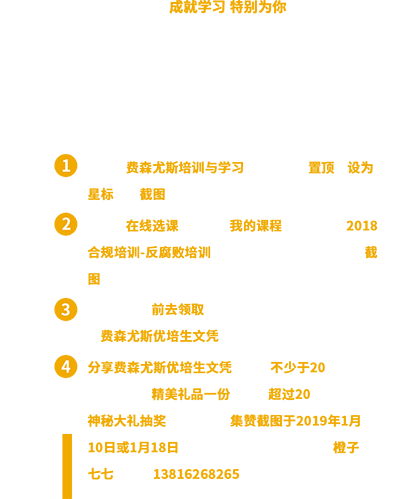 成就学习 特别为你
1 费森尤斯培训与学习 置顶 设为
星标 截图
2 在线选课 我的课程 2018
合规培训-反腐败培训 截
图
3 前去领取
费森尤斯优培生文凭
4 分享费森尤斯优培生文凭 不少于20
精美礼品一份 超过20
神秘大礼抽奖 集赞截图于2019年1月
10日或1月18日 橙子
七七 13816268265